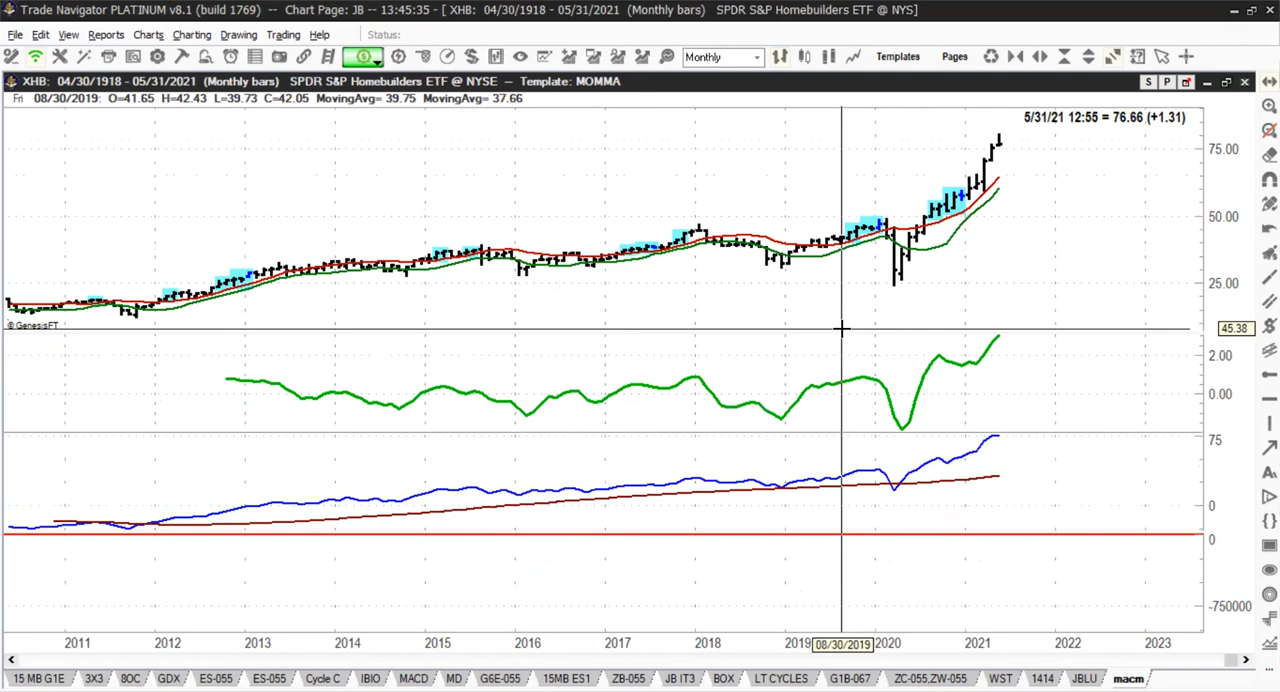 Trade Navigator PLATINUM v8.1 (build 1769) -- Chart Page: JB -- 13:45:35 - [ XHB: 04/30/1918 - 05/31/2021 (Monthly bars) SPDR S&P Homebuilders ETF @ NYS]
File Edit View Reports Charts Charting Drawing Trading Help Status:
Monthly Templates Pages
XHB: 04/30/1918 - 05/31/2021 (Monthly bars) SPDR S&P Homebuilders ETF @ NYSE – Template: MOMMA
S P
Fri 08/30/2019: O=41.65 H=42.43 L=39.73 C=42.05 MovingAvg= 39.75 MovingAvg= 37.66
5/31/21 12:55 = 76.66 (+1.31)
75.00
50.00
25.00
© GenesisFT
45.38
2.00
0.00
75
0
0
-750000
2011 2012 2013 2014 2015 2016 2017 2018 2019 08/30/2019 2020 2021 2022 2023
15 MB G1E 3X3 8OC GDX ES-055 ES-055 Cycle C IBIO MACD MD G6E-055 15MB ES1 ZB-055 JB IT3 BOX LT CYCLES G1B-067 ZC-055,ZW-055 WST 1414 JBLU macm